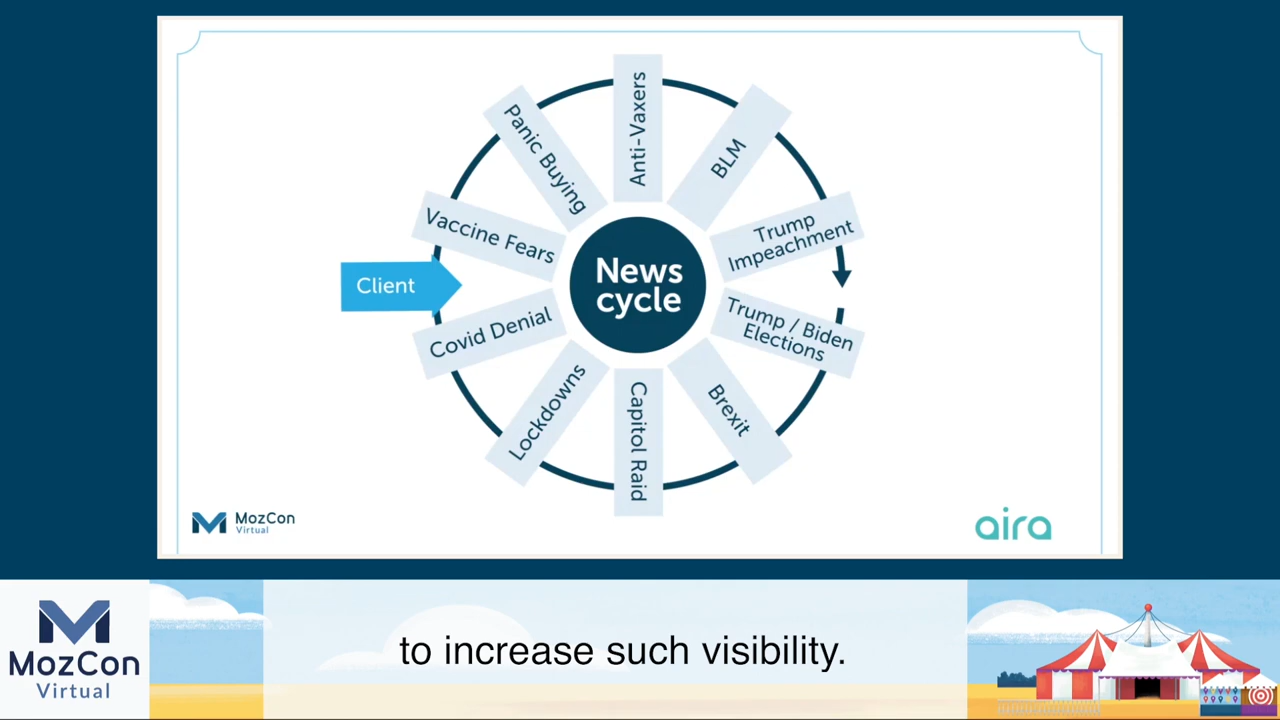 Anti-Vaxers
BLM
Trump
Impeachment
Trump / Biden
Elections
Brexit
Capitol Raid
Lockdowns
Covid Denial
Client
Vaccine Fears
Panic Buying
News
cycle
MozCon
Virtual
aira
MozCon
Virtual
to increase such visibility.